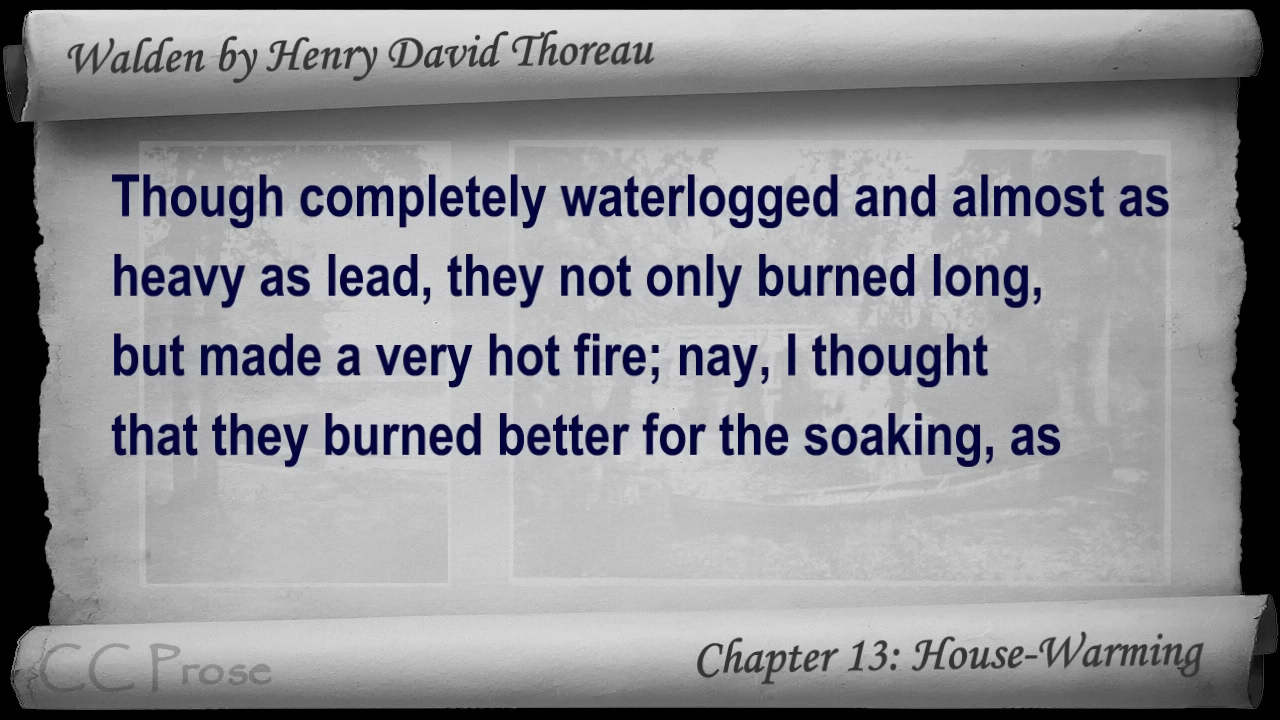 Walden by Henry David Thoreau
Though completely waterlogged and almost as
heavy as lead, they not only burned long,
but made a very hot fire; nay, I thought
that they burned better for the soaking, as
CC Prose
Chapter 13: House-Warming